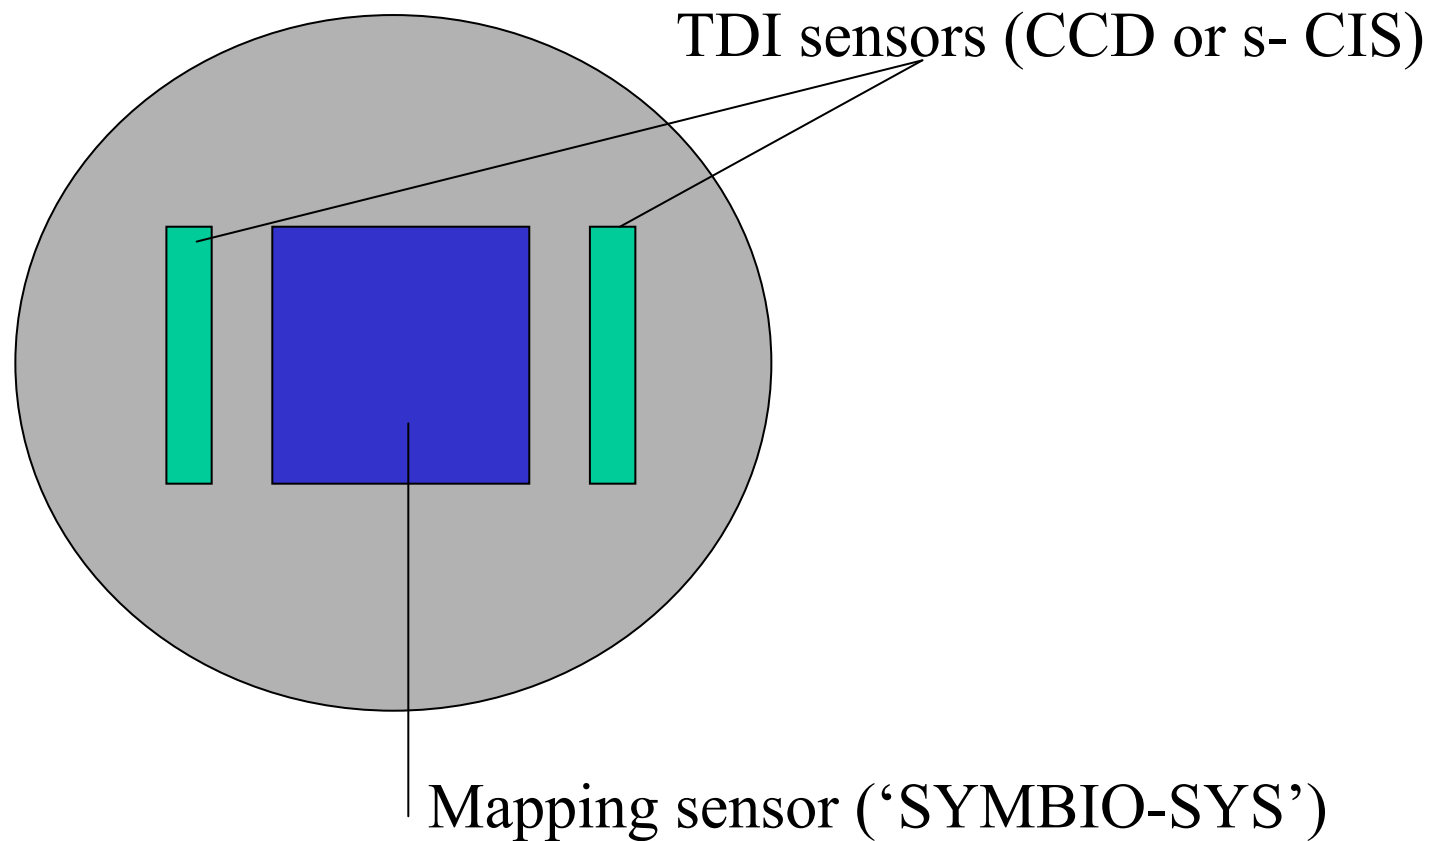 TDI sensors (CCD or s- CIS)
Mapping sensor (‘SYMBIO-SYS’)